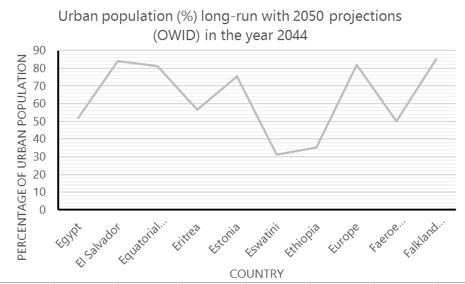 Urban population (%) long-run with 2050 projections
(OWID) in the year 2044
PERCENTAGE OF URBAN POPULATION
90
80
70
60
50
40
30
20
10
0
Egypt
El Salvador
Equatorial...
Eritrea
Estonia
Eswatini
Ethiopia
Europe
Faeroe...
Falkland...
COUNTRY